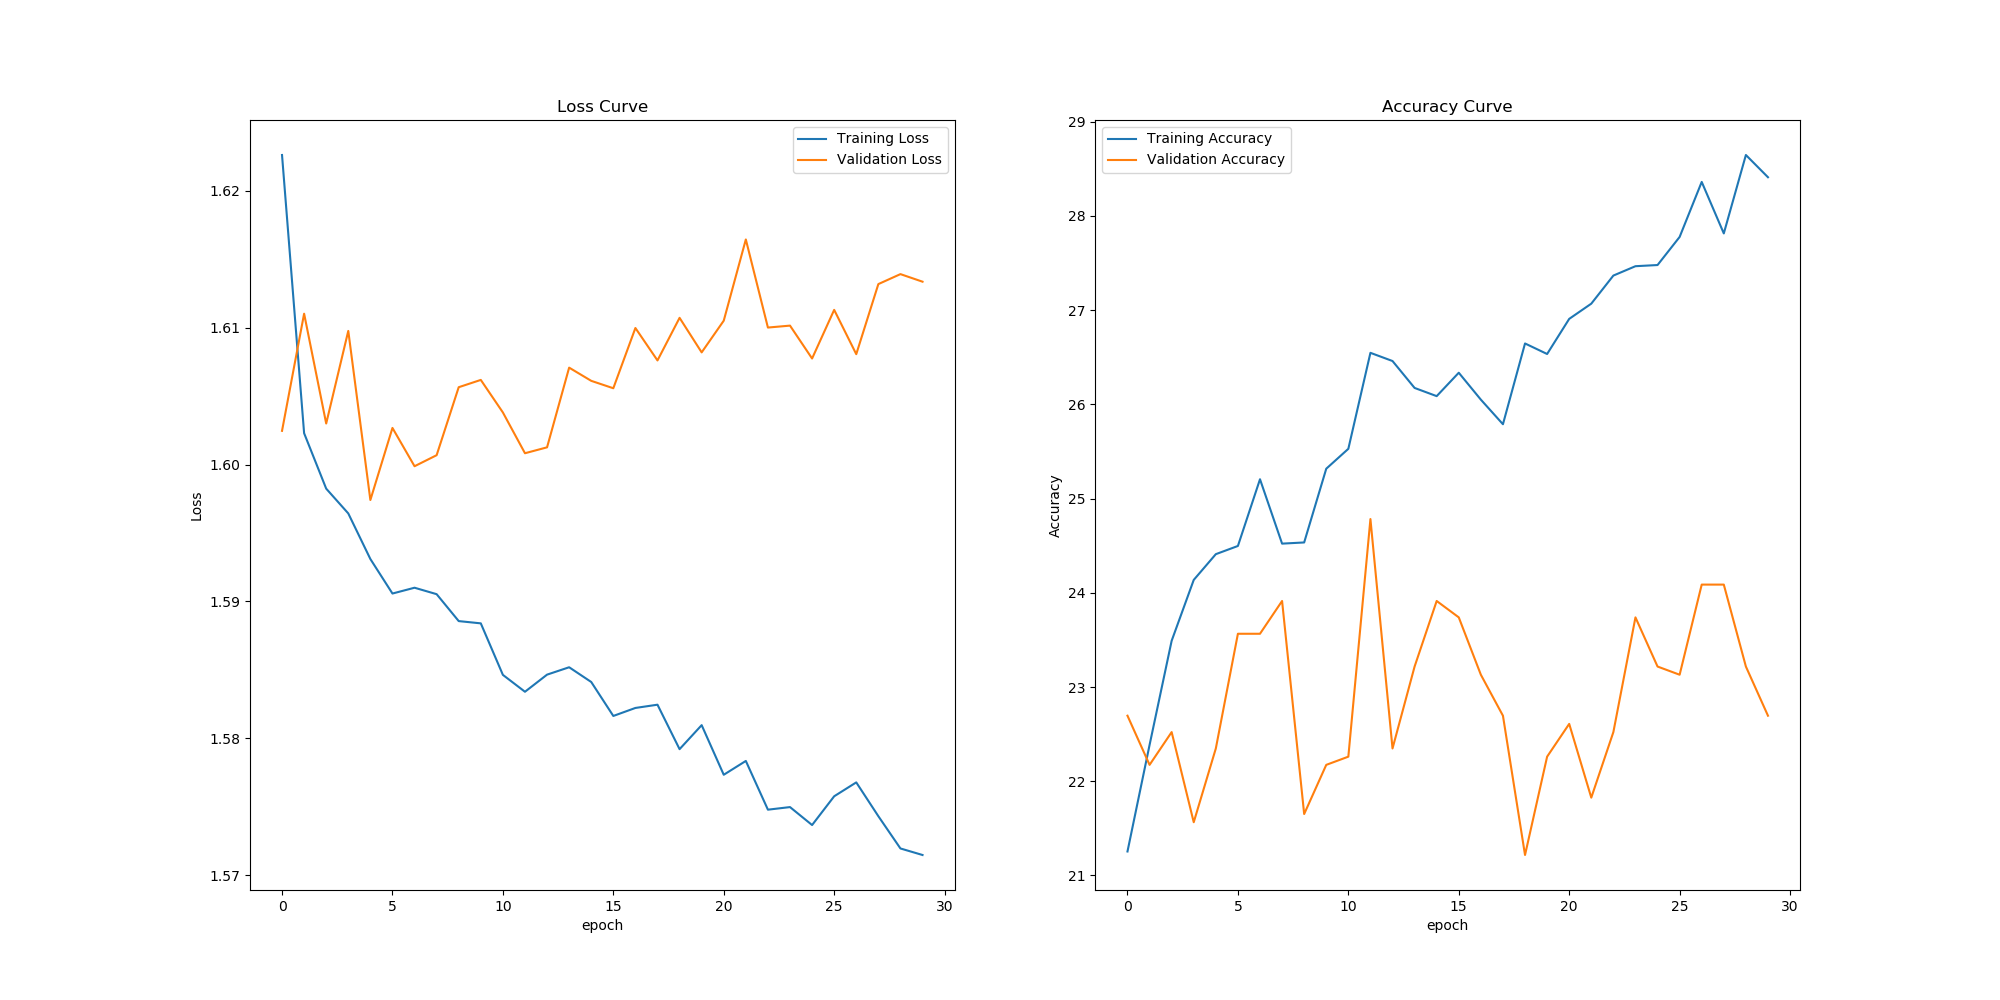 Loss Curve
Training Loss
Validation Loss
1.62
1.61
1.60
1.59
1.58
1.57
Loss
0 5 10 15 20 25 30
epoch
Accuracy Curve
Training Accuracy
Validation Accuracy
29
28
27
26
25
24
23
22
21
Accuracy
0 5 10 15 20 25 30
epoch